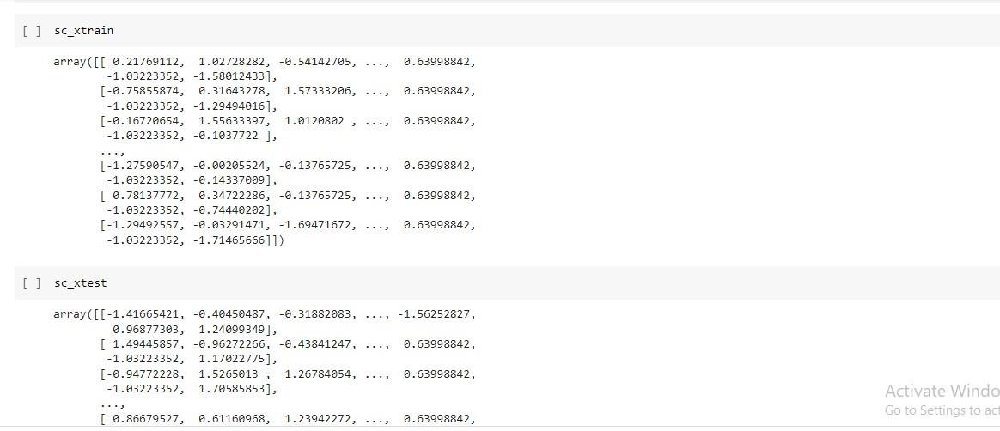 [ ] sc_xtrain
array([[ 0.21769112, 1.02728282, -0.54142705, ..., 0.63998842,
-1.03223352, -1.58012433],
[-0.75855874, 0.31643278, 1.57333206, ..., 0.63998842,
-1.03223352, -1.29494016],
[-0.16720654, 1.55633397, 1.0120802 , ..., 0.63998842,
-1.03223352, -0.1037722 ],
...,
[-1.27590547, -0.00205524, -0.13765725, ..., 0.63998842,
-1.03223352, -0.14337009],
[ 0.78137772, 0.34722286, -0.13765725, ..., 0.63998842,
-1.03223352, -0.74440202],
[-1.29492557, -0.03291471, -1.69471672, ..., 0.63998842,
-1.03223352, -1.71465666]])
[ ] sc_xtest
array([[-1.41665421, -0.40450487, -0.31882083, ..., -1.56252827,
0.96877303, 1.24099349],
[ 1.49445857, -0.96272266, -0.43841247, ..., 0.63998842,
-1.03223352, 1.17022775],
[-0.94772228, 1.5265013 , 1.26784054, ..., 0.63998842,
-1.03223352, 1.70585853],
...,
[ 0.86679527, 0.61160968, 1.23942272, ..., 0.63998842,
Activate Windo
Go to Settings to act